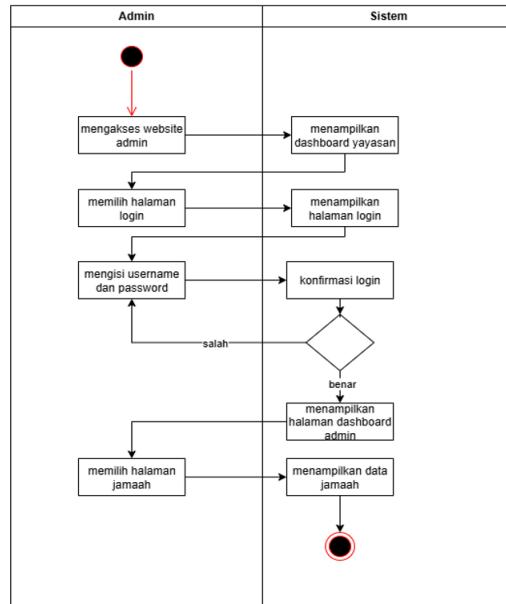 Admin
Sistem
mengakses website
admin
menampilkan
dashboard yayasan
memilih halaman
login
menampilkan
halaman login
mengisi username
dan password
konfirmasi login
salah
benar
menampilkan
halaman dashboard
admin
memilih halaman
jamaah
menampilkan data
jamaah